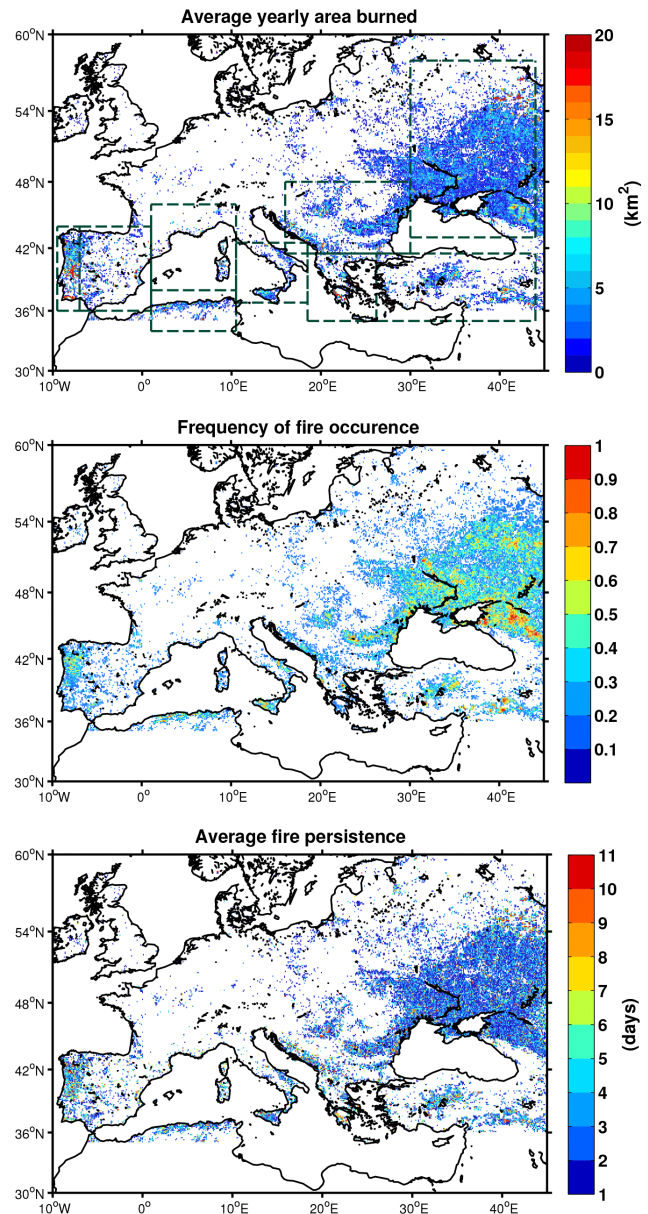 Average yearly area burned
60°N
54°N
48°N
42°N
36°N
30°N
10°W 0° 10°E 20°E 30°E 40°E
20
15
10
5
0
(km²)
Frequency of fire occurence
60°N
54°N
48°N
42°N
36°N
30°N
10°W 0° 10°E 20°E 30°E 40°E
1
0.9
0.8
0.7
0.6
0.5
0.4
0.3
0.2
0.1
Average fire persistence
60°N
54°N
48°N
42°N
36°N
30°N
10°W 0° 10°E 20°E 30°E 40°E
11
10
9
8
7
6
5
4
3
2
1
(days)